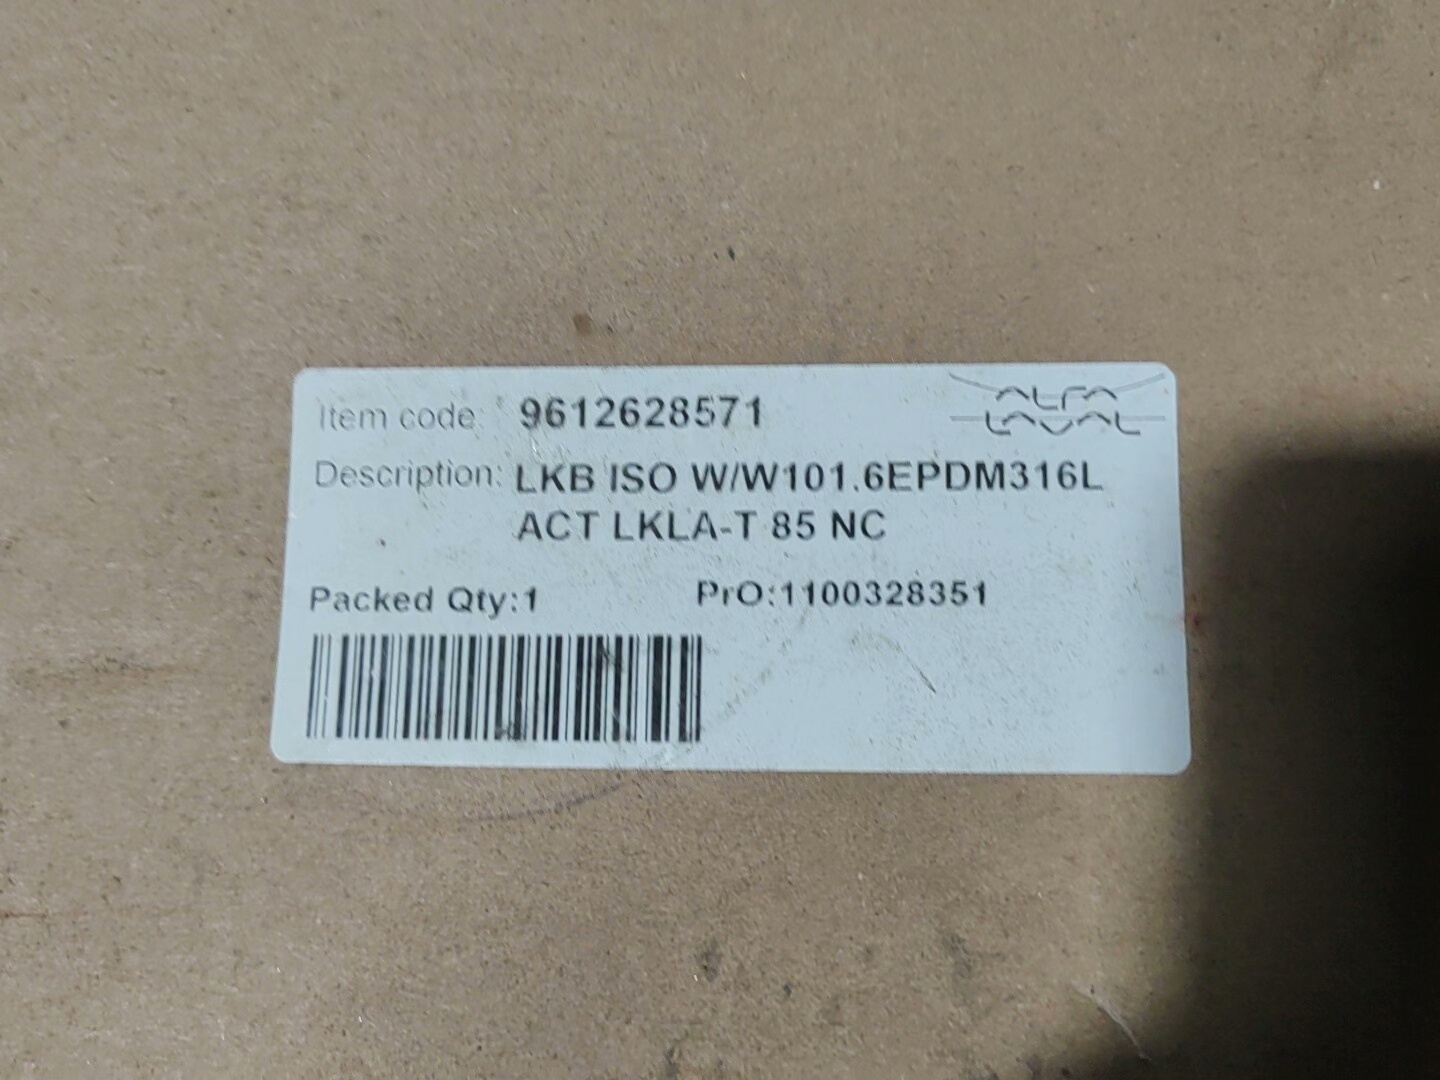 Item code: 9612628571
ALFA
LAVAL
Description: LKB ISO W/W101.6EPDM316L
ACT LKLA-T 85 NC
Packed Qty:1 PrO:1100328351